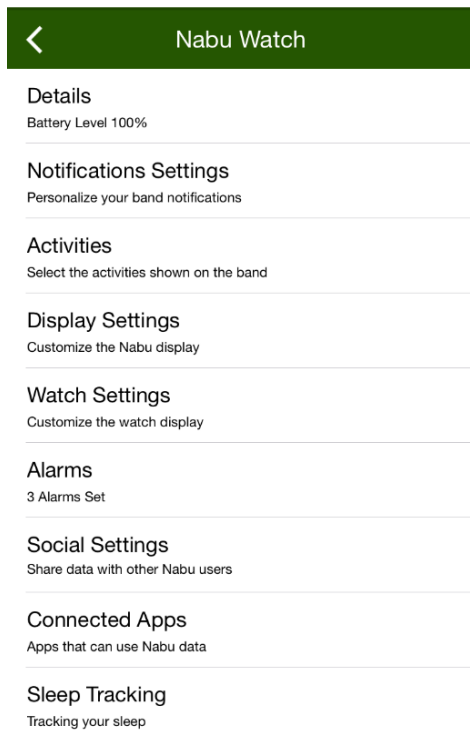 Nabu Watch
Details
Battery Level 100%
Notifications Settings
Personalize your band notifications
Activities
Select the activities shown on the band
Display Settings
Customize the Nabu display
Watch Settings
Customize the watch display
Alarms
3 Alarms Set
Social Settings
Share data with other Nabu users
Connected Apps
Apps that can use Nabu data
Sleep Tracking
Tracking your sleep